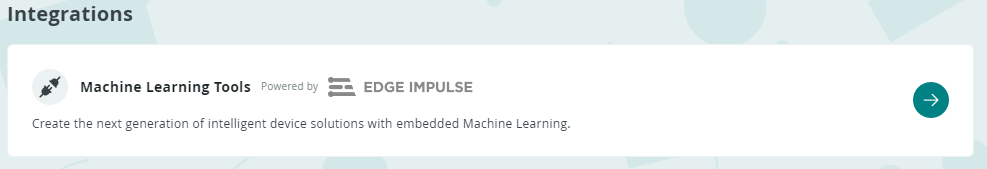 Integrations
Machine Learning Tools Powered by EDGE IMPULSE
Create the next generation of intelligent device solutions with embedded Machine Learning.